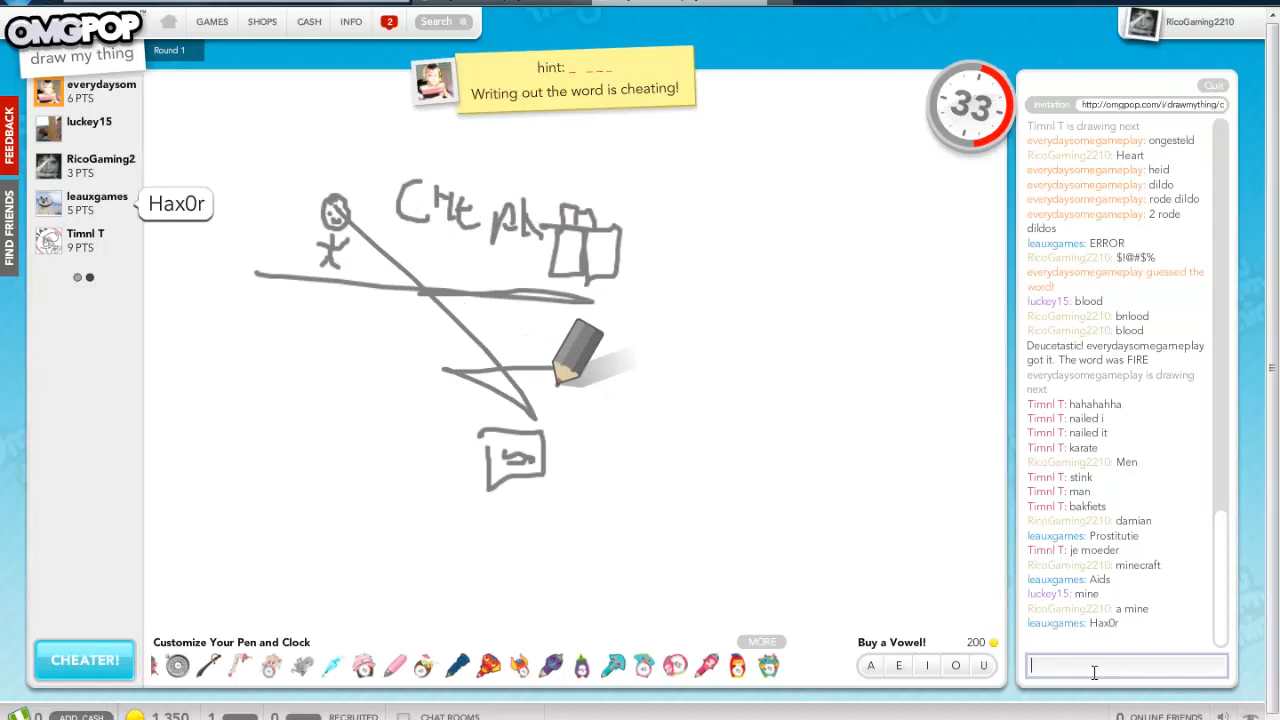 OMGPOP
GAMES
SHOPS
CASH
INFO
2
Search
RicoGaming2210
draw my thing
Round 1
hint: _ _ _ _
Writing out the word is cheating!
33
Quit
Invitation
http://omgpop.com/i/drawmything/c
FEEDBACK
FIND FRIENDS
everydaysom
6 PTS
luckey15
RicoGaming2
3 PTS
leauxgames
5 PTS
Hax0r
Timnl T
9 PTS
Timnl T is drawing next
everydaysomegameplay: ongesteld
RicoGaming2210: Heart
everydaysomegameplay: heid
everydaysomegameplay: dildo
everydaysomegameplay: rode dildo
everydaysomegameplay: 2 rode
dildos
leauxgames: ERROR
RicoGaming2210: $!@#$%
everydaysomegameplay guessed the
word!
luckey15: blood
RicoGaming2210: bnlood
RicoGaming2210: blood
Deucetastic! everydaysomegameplay
got it. The word was FIRE
everydaysomegameplay is drawing
next
Timnl T: hahahahha
Timnl T: nailed i
Timnl T: nailed it
Timnl T: karate
RicoGaming2210: Men
Timnl T: stink
Timnl T: man
Timnl T: bakfiets
RicoGaming2210: damian
leauxgames: Prostitutie
Timnl T: je moeder
RicoGaming2210: minecraft
leauxgames: Aids
luckey15: mine
RicoGaming2210: a mine
leauxgames: Hax0r
Customize Your Pen and Clock
MORE
Buy a Vowel!
200
A E I O U
CHEATER!
0
ADD CASH
1,350
1
0
RECRUITED
CHAT ROOMS
0 ONLINE FRIENDS